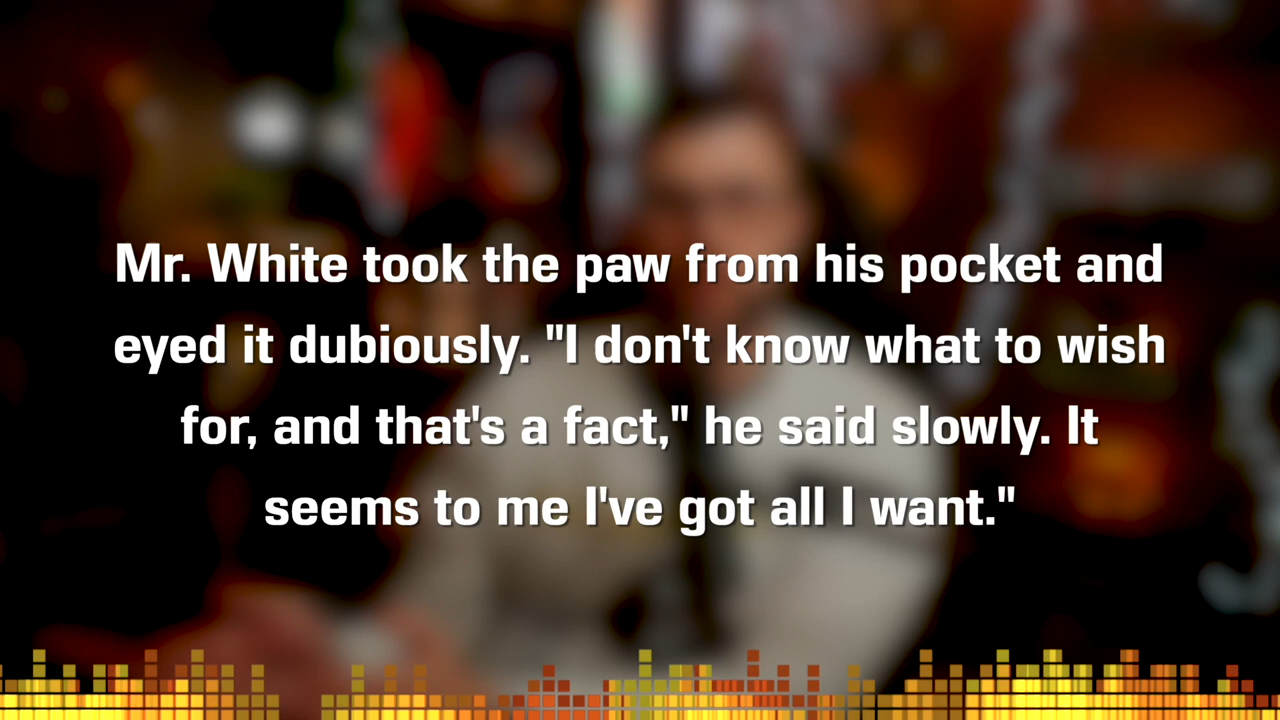 Mr. White took the paw from his pocket and
eyed it dubiously. "I don't know what to wish
for, and that's a fact," he said slowly. It
seems to me I've got all I want."